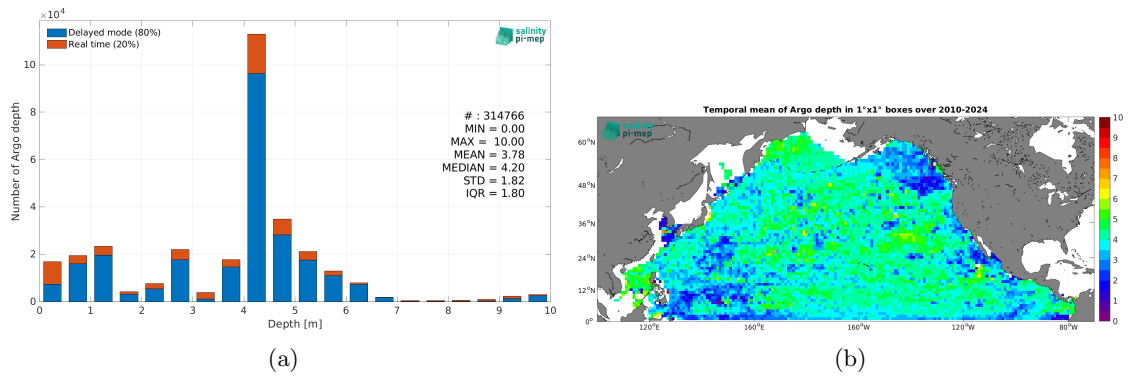 ×10⁴
Delayed mode (80%)
Real time (20%)
salinity
pi-mep
10
8
6
4
2
0
Number of Argo depth
# : 314766
MIN = 0.00
MAX = 10.00
MEAN = 3.78
MEDIAN = 4.20
STD = 1.82
IQR = 1.80
0 1 2 3 4 5 6 7 8 9 10
Depth [m]
(a)
Temporal mean of Argo depth in 1°x1° boxes over 2010-2024
salinity
pi-mep
60°N
48°N
36°N
24°N
12°N
0°
120°E 160°E 160°W 120°W 80°W
10
9
8
7
6
5
4
3
2
1
0
(b)